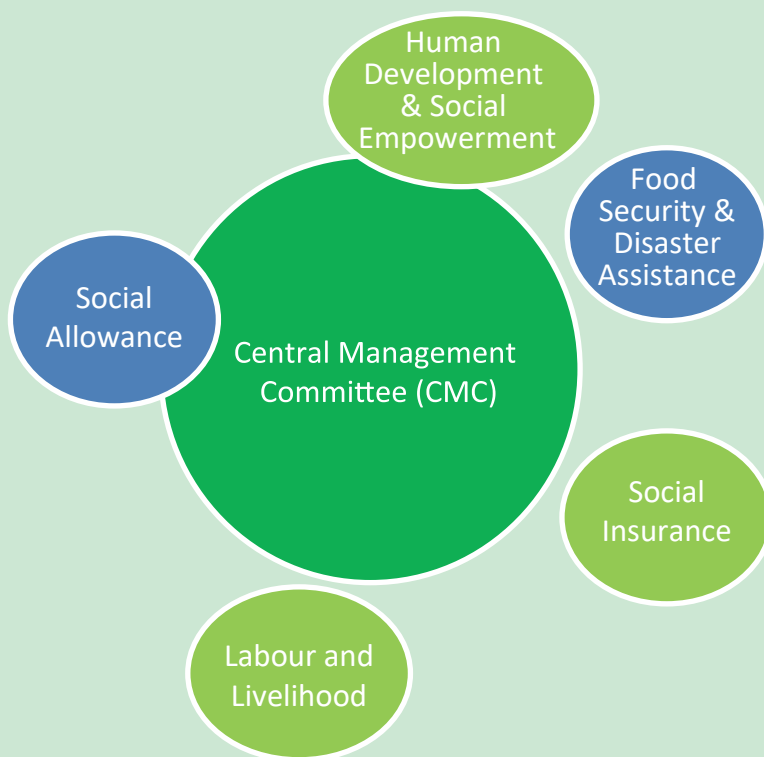 Human
Development
& Social
Empowerment
Food
Security &
Disaster
Assistance
Social
Allowance
Central Management
Committee (CMC)
Social
Insurance
Labour and
Livelihood